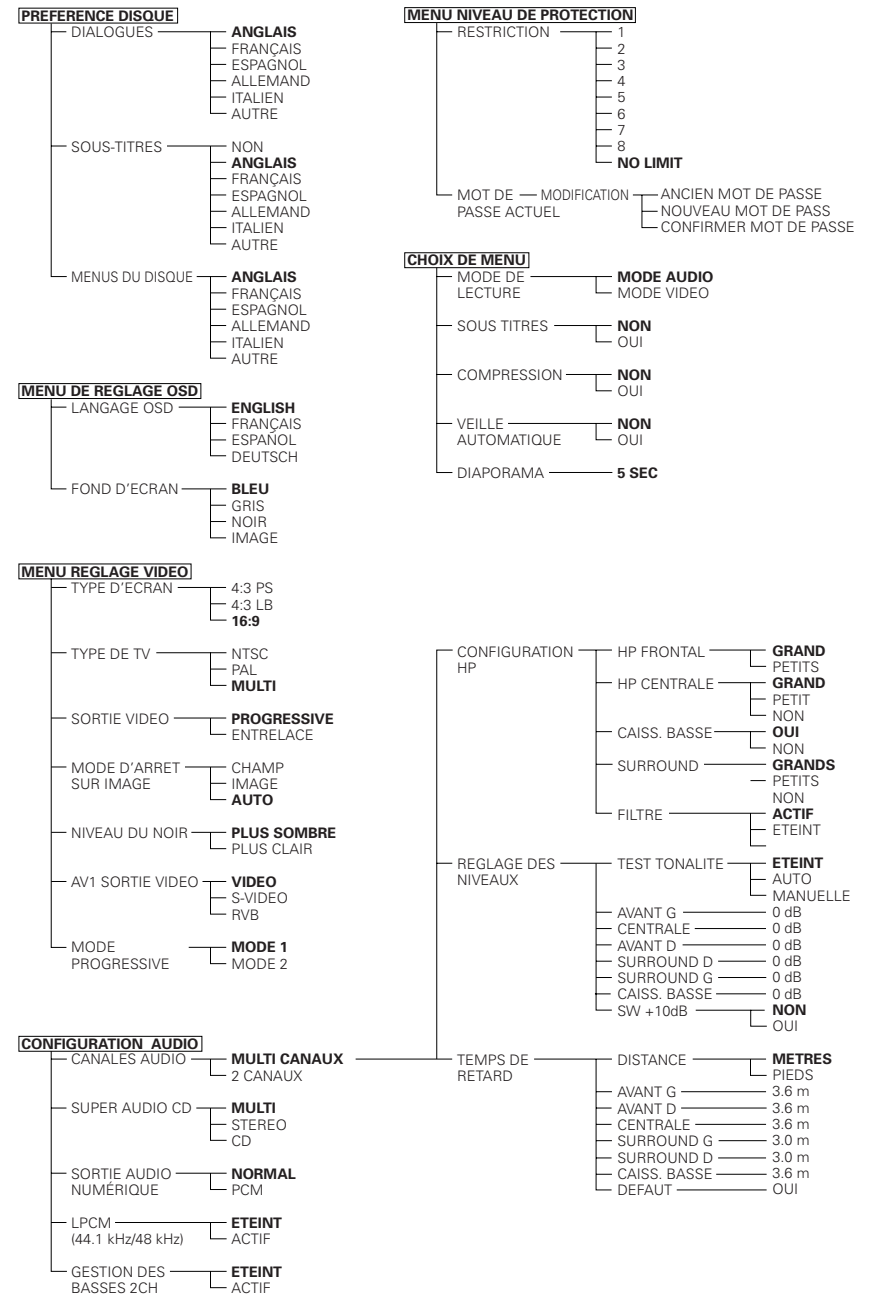 PREFERENCE DISQUE
DIALOGUES
ANGLAIS
FRANÇAIS
ESPAGNOL
ALLEMAND
ITALIEN
AUTRE
SOUS-TITRES
NON
ANGLAIS
FRANÇAIS
ESPAGNOL
ALLEMAND
ITALIEN
AUTRE
MENUS DU DISQUE
ANGLAIS
FRANÇAIS
ESPAGNOL
ALLEMAND
ITALIEN
AUTRE
MENU DE REGLAGE OSD
LANGAGE OSD
ENGLISH
FRANÇAIS
ESPAÑOL
DEUTSCH
FOND D'ECRAN
BLEU
GRIS
NOIR
IMAGE
MENU REGLAGE VIDEO
TYPE D'ECRAN
4:3 PS
4:3 LB
16:9
TYPE DE TV
NTSC
PAL
MULTI
SORTIE VIDEO
PROGRESSIVE
ENTRELACE
MODE D'ARRET
SUR IMAGE
CHAMP
IMAGE
AUTO
NIVEAU DU NOIR
PLUS SOMBRE
PLUS CLAIR
AV1 SORTIE VIDEO
VIDEO
S-VIDEO
RVB
MODE
PROGRESSIVE
MODE 1
MODE 2
CONFIGURATION AUDIO
CANALES AUDIO
MULTI CANAUX
2 CANAUX
SUPER AUDIO CD
MULTI
STEREO
CD
SORTIE AUDIO
NUMÉRIQUE
NORMAL
PCM
LPCM
(44.1 kHz/48 kHz)
ETEINT
ACTIF
GESTION DES
BASSES 2CH
ETEINT
ACTIF
MENU NIVEAU DE PROTECTION
RESTRICTION
1
2
3
4
5
6
7
8
NO LIMIT
MOT DE
PASSE ACTUEL
MODIFICATION
ANCIEN MOT DE PASSE
NOUVEAU MOT DE PASS
CONFIRMER MOT DE PASSE
CHOIX DE MENU
MODE DE
LECTURE
MODE AUDIO
MODE VIDEO
SOUS TITRES
NON
OUI
COMPRESSION
NON
OUI
VEILLE
AUTOMATIQUE
NON
OUI
DIAPORAMA
5 SEC
CONFIGURATION
HP
HP FRONTAL
GRAND
PETITS
HP CENTRALE
GRAND
PETIT
NON
CAISS. BASSE
OUI
NON
SURROUND
GRANDS
PETITS
NON
FILTRE
ACTIF
ETEINT
REGLAGE DES
NIVEAUX
TEST TONALITE
ETEINT
AUTO
MANUELLE
AVANT G
0 dB
CENTRALE
0 dB
AVANT D
0 dB
SURROUND D
0 dB
SURROUND G
0 dB
CAISS. BASSE
0 dB
SW +10dB
NON
OUI
TEMPS DE
RETARD
DISTANCE
METRES
PIEDS
AVANT G
3.6 m
AVANT D
3.6 m
CENTRALE
3.6 m
SURROUND G
3.0 m
SURROUND D
3.0 m
CAISS. BASSE
3.6 m
DEFAUT
OUI